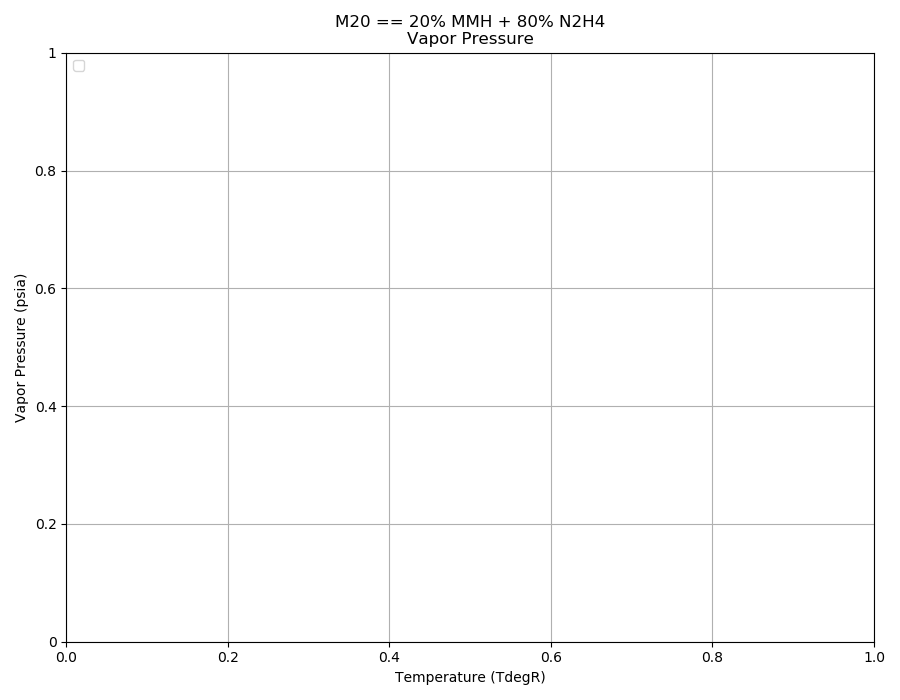 M20 == 20% MMH + 80% N2H4
Vapor Pressure
1
0.8
0.6
0.4
0.2
0
Vapor Pressure (psia)
0.0 0.2 0.4 0.6 0.8 1.0
Temperature (TdegR)